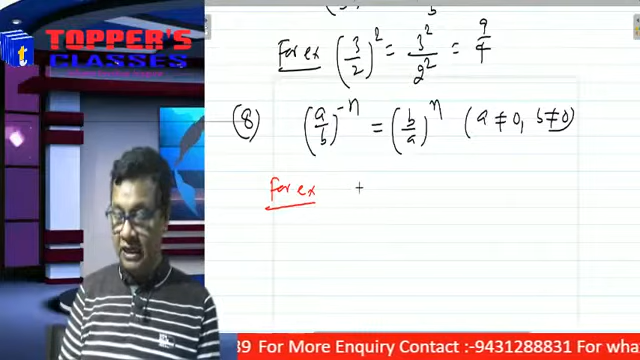 For ex (3/2)^2 = 3^2/2^2 = 9/4
(8) (a/b)^-n = (b/a)^n (a ≠ 0, b ≠ 0)
For ex
t
TOPPER'S
CLASSES
39 For More Enquiry Contact :-9431288831 For wha